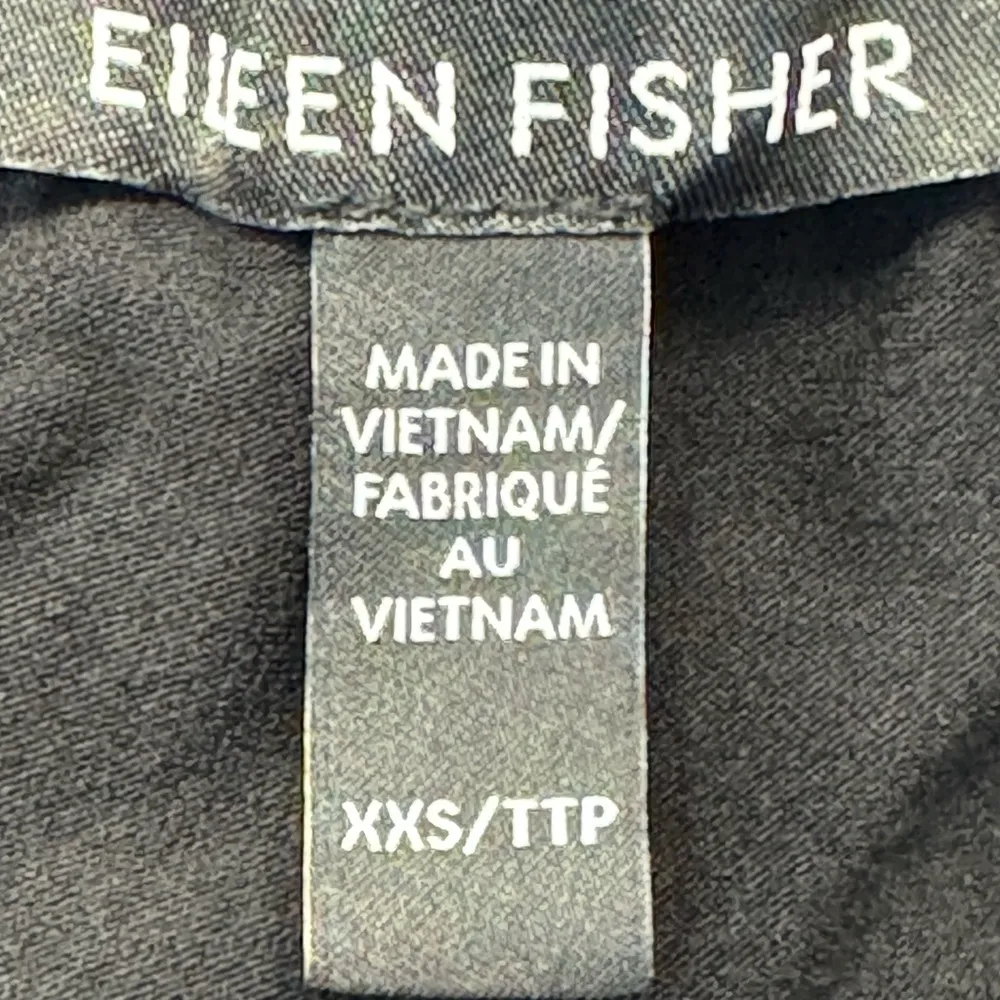 EILEEN FISHER
MADE IN
VIETNAM/
FABRIQUÉ
AU
VIETNAM
XXS/TTP